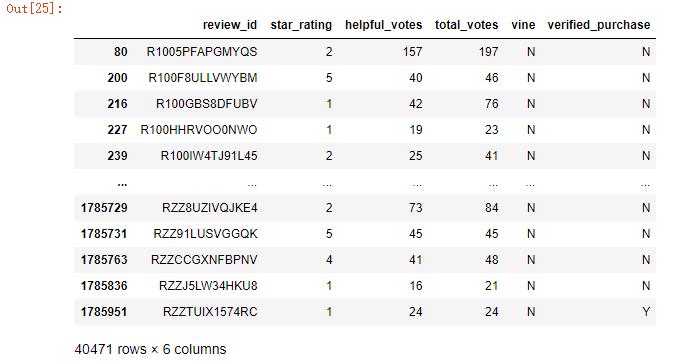 Out[25]:
review_id star_rating helpful_votes total_votes vine verified_purchase
80 R1005PFAPGMYQS 2 157 197 N N
200 R100F8ULLVWYBM 5 40 46 N N
216 R100GBS8DFUBV 1 42 76 N N
227 R100HHRVOO0NWO 1 19 23 N N
239 R100IW4TJ91L45 2 25 41 N N
... ... ... ... ... ... ...
1785729 RZZ8UZIVQJKE4 2 73 84 N N
1785731 RZZ91LUSVGGQK 5 45 45 N N
1785763 RZZCCGXNFBPNV 4 41 48 N N
1785836 RZZJ5LW34HKU8 1 16 21 N N
1785951 RZZTUIX1574RC 1 24 24 N Y
40471 rows × 6 columns